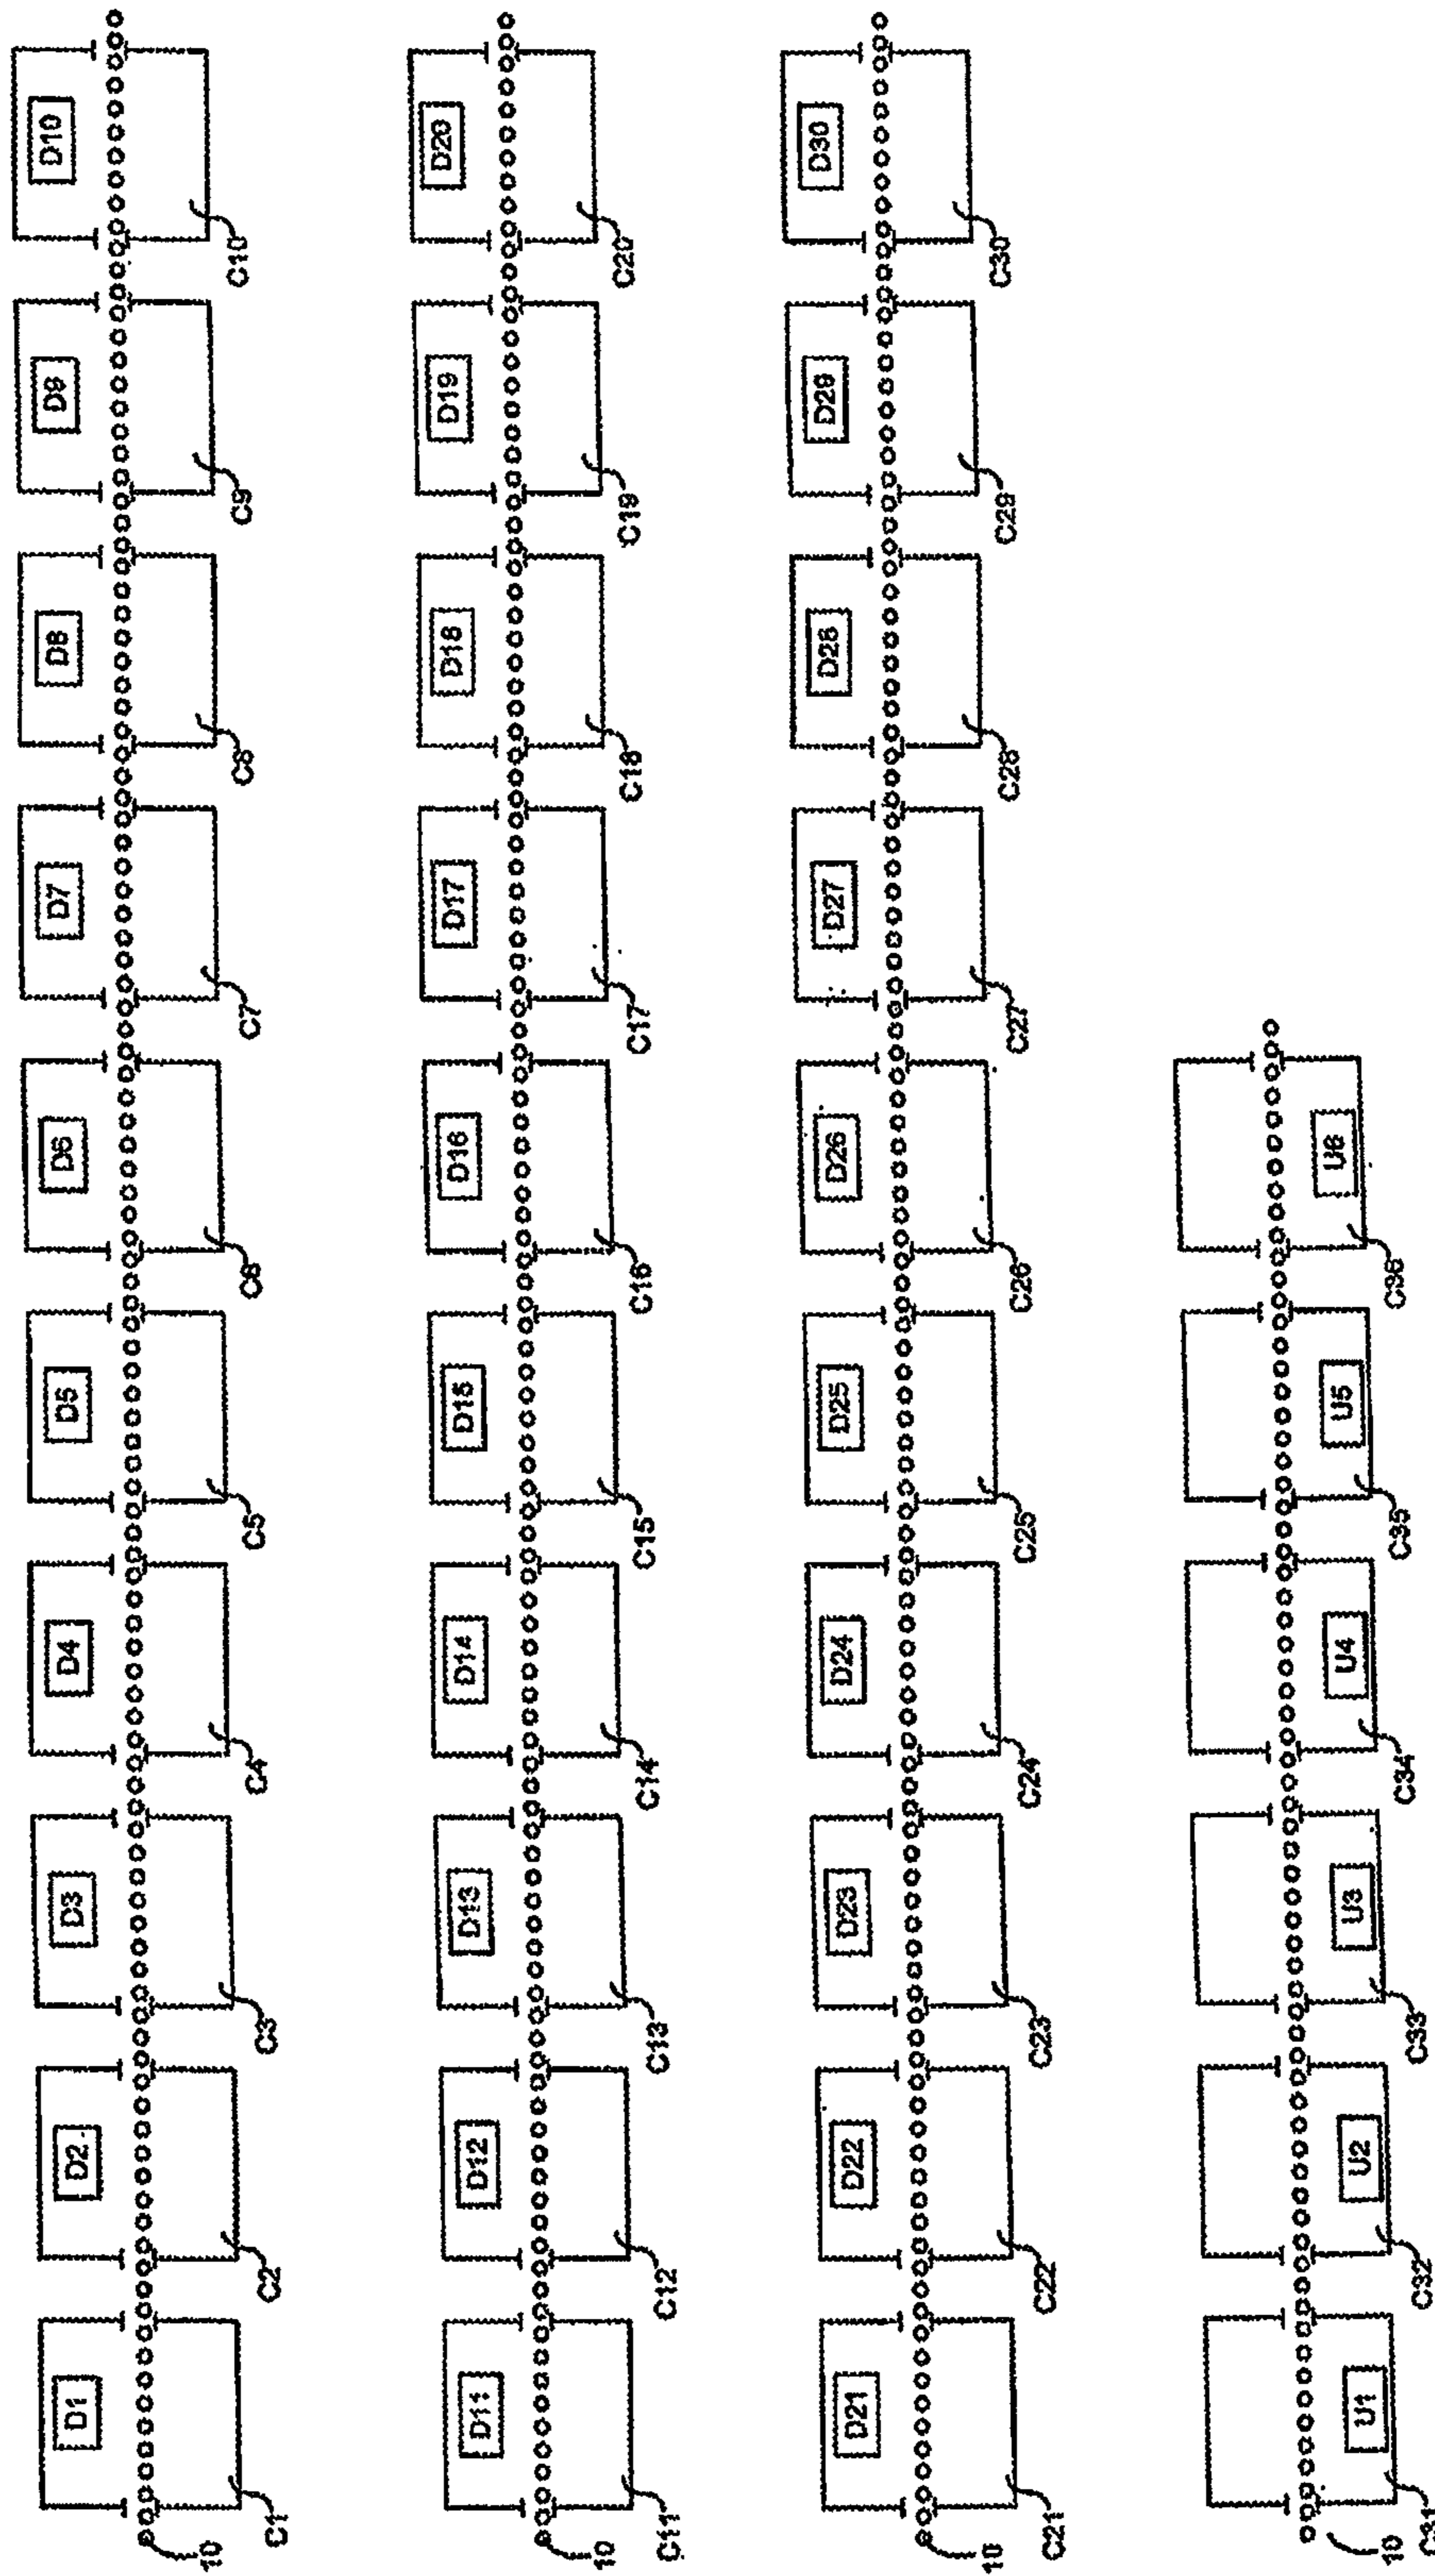 D1 D2 D3 D4 D5 D6 D7 D8 D9 D10
10 C1 C2 C3 C4 C5 C6 C7 C8 C9 C10
D11 D12 D13 D14 D15 D16 D17 D18 D19 D20
10 C11 C12 C13 C14 C15 C16 C17 C18 C19 C20
D21 D22 D23 D24 D25 D26 D27 D28 D29 D30
10 C21 C22 C23 C24 C25 C26 C27 C28 C29 C30
U1 U2 U3 U4 U5 U6
10 C31 C32 C33 C34 C35 C36